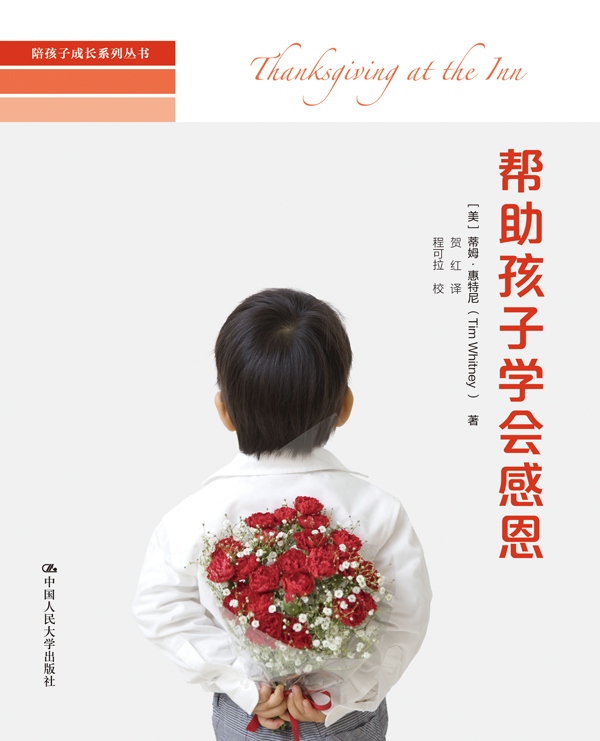 陪孩子成长系列丛书
Thanksgiving at the Inn
帮助孩子学会感恩
［美］蒂姆·惠特尼（Tim Whitney）　著
贺　红　译
程可拉　校
中国人民大学出版社